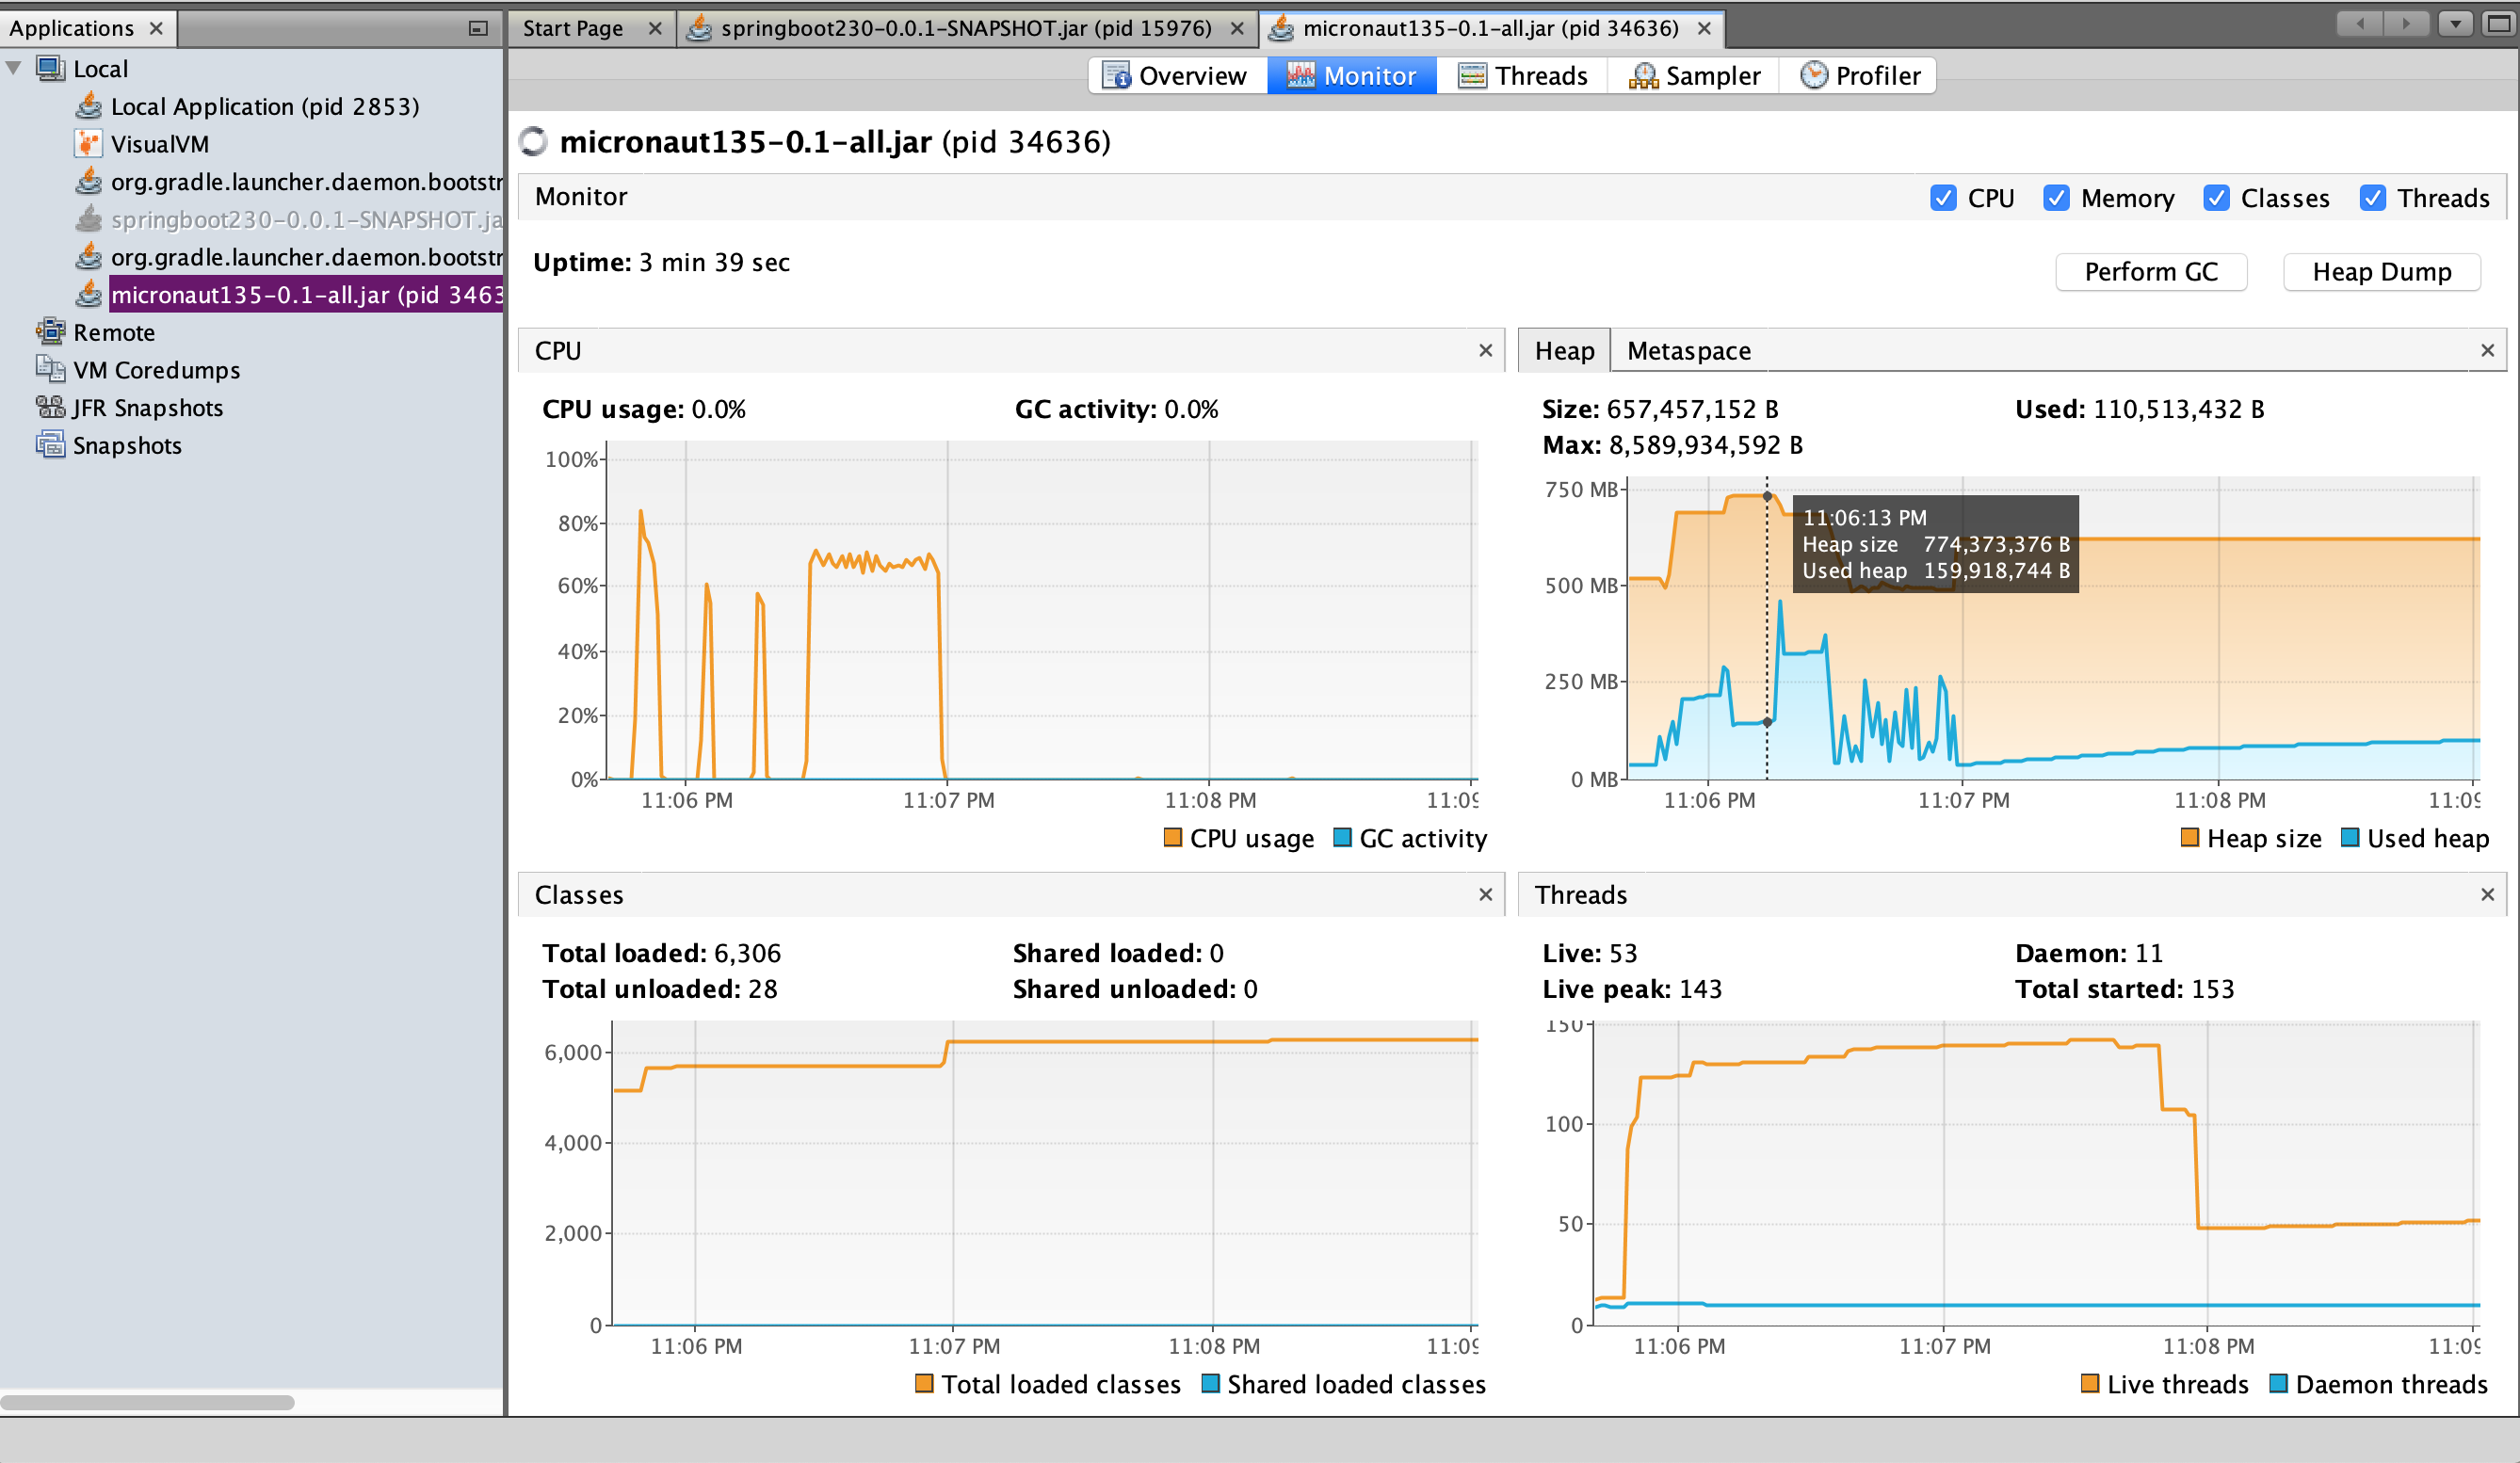 Applications
Start Page
springboot230-0.0.1-SNAPSHOT.jar (pid 15976)
micronaut135-0.1-all.jar (pid 34636)
Local
Local Application (pid 2853)
VisualVM
org.gradle.launcher.daemon.bootstr
springboot230-0.0.1-SNAPSHOT.ja
org.gradle.launcher.daemon.bootstr
micronaut135-0.1-all.jar (pid 3463
Remote
VM Coredumps
JFR Snapshots
Snapshots
Overview Monitor Threads Sampler Profiler
micronaut135-0.1-all.jar (pid 34636)
Monitor
CPU Memory Classes Threads
Uptime: 3 min 39 sec
Perform GC Heap Dump
CPU
CPU usage: 0.0% GC activity: 0.0%
100%
80%
60%
40%
20%
0%
11:06 PM 11:07 PM 11:08 PM 11:09
CPU usage GC activity
Heap Metaspace
Size: 657,457,152 B Used: 110,513,432 B
Max: 8,589,934,592 B
750 MB
500 MB
250 MB
0 MB
11:06:13 PM
Heap size 774,373,376 B
Used heap 159,918,744 B
11:06 PM 11:07 PM 11:08 PM 11:09
Heap size Used heap
Classes
Total loaded: 6,306 Shared loaded: 0
Total unloaded: 28 Shared unloaded: 0
6,000
4,000
2,000
0
11:06 PM 11:07 PM 11:08 PM 11:09
Total loaded classes Shared loaded classes
Threads
Live: 53 Daemon: 11
Live peak: 143 Total started: 153
150
100
50
0
11:06 PM 11:07 PM 11:08 PM 11:09
Live threads Daemon threads